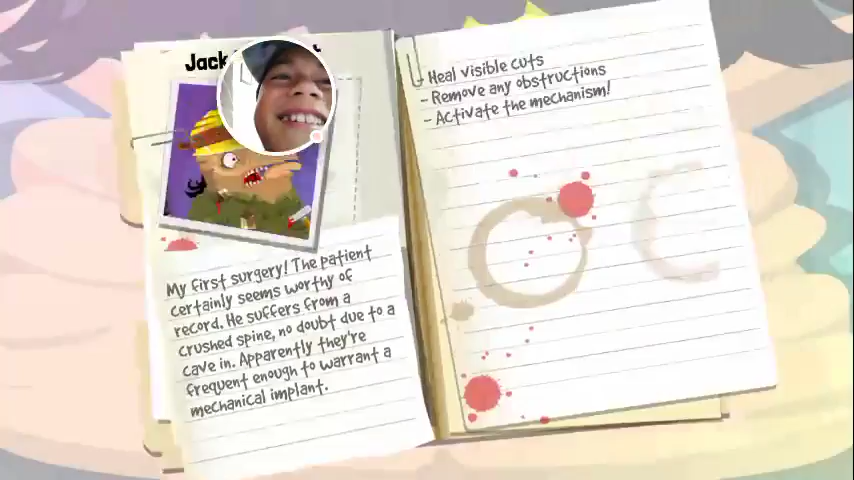 Jack
My first surgery! The patient
certainly seems worthy of
record. He suffers from a
crushed spine, no doubt due to a
cave in. Apparently they're
frequent enough to warrant a
mechanical implant.
- Heal visible cuts
- Remove any obstructions
- Activate the mechanism!